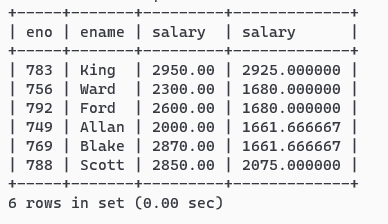 +-----+-------+---------+-------------+
| eno | ename | salary  | salary      |
+-----+-------+---------+-------------+
| 783 | King  | 2950.00 | 2925.000000 |
| 756 | Ward  | 2300.00 | 1680.000000 |
| 792 | Ford  | 2600.00 | 1680.000000 |
| 749 | Allan | 2000.00 | 1661.666667 |
| 769 | Blake | 2870.00 | 1661.666667 |
| 788 | Scott | 2850.00 | 2075.000000 |
+-----+-------+---------+-------------+
6 rows in set (0.00 sec)